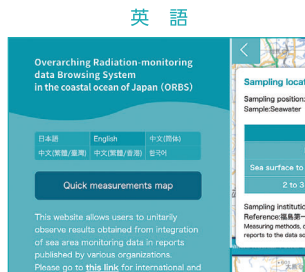 英 語
Overarching Radiation-monitoring
data Browsing System
in the coastal ocean of Japan (ORBS)
日本語 English 中文(简体)
中文(繁體/臺灣) 中文(繁體/香港) 한국어
Quick measurements map
This website allows users to unitarily
observe results obtained from integration
of sea area monitoring data in reports
published by various organizations.
Please go to this link for international and
Sampling locat
Sampling position:
Sample:Seawater
Sea surface to
2 to 3
Sampling institution
Reference:福島第一
Measuring methods, d
reports to the data so